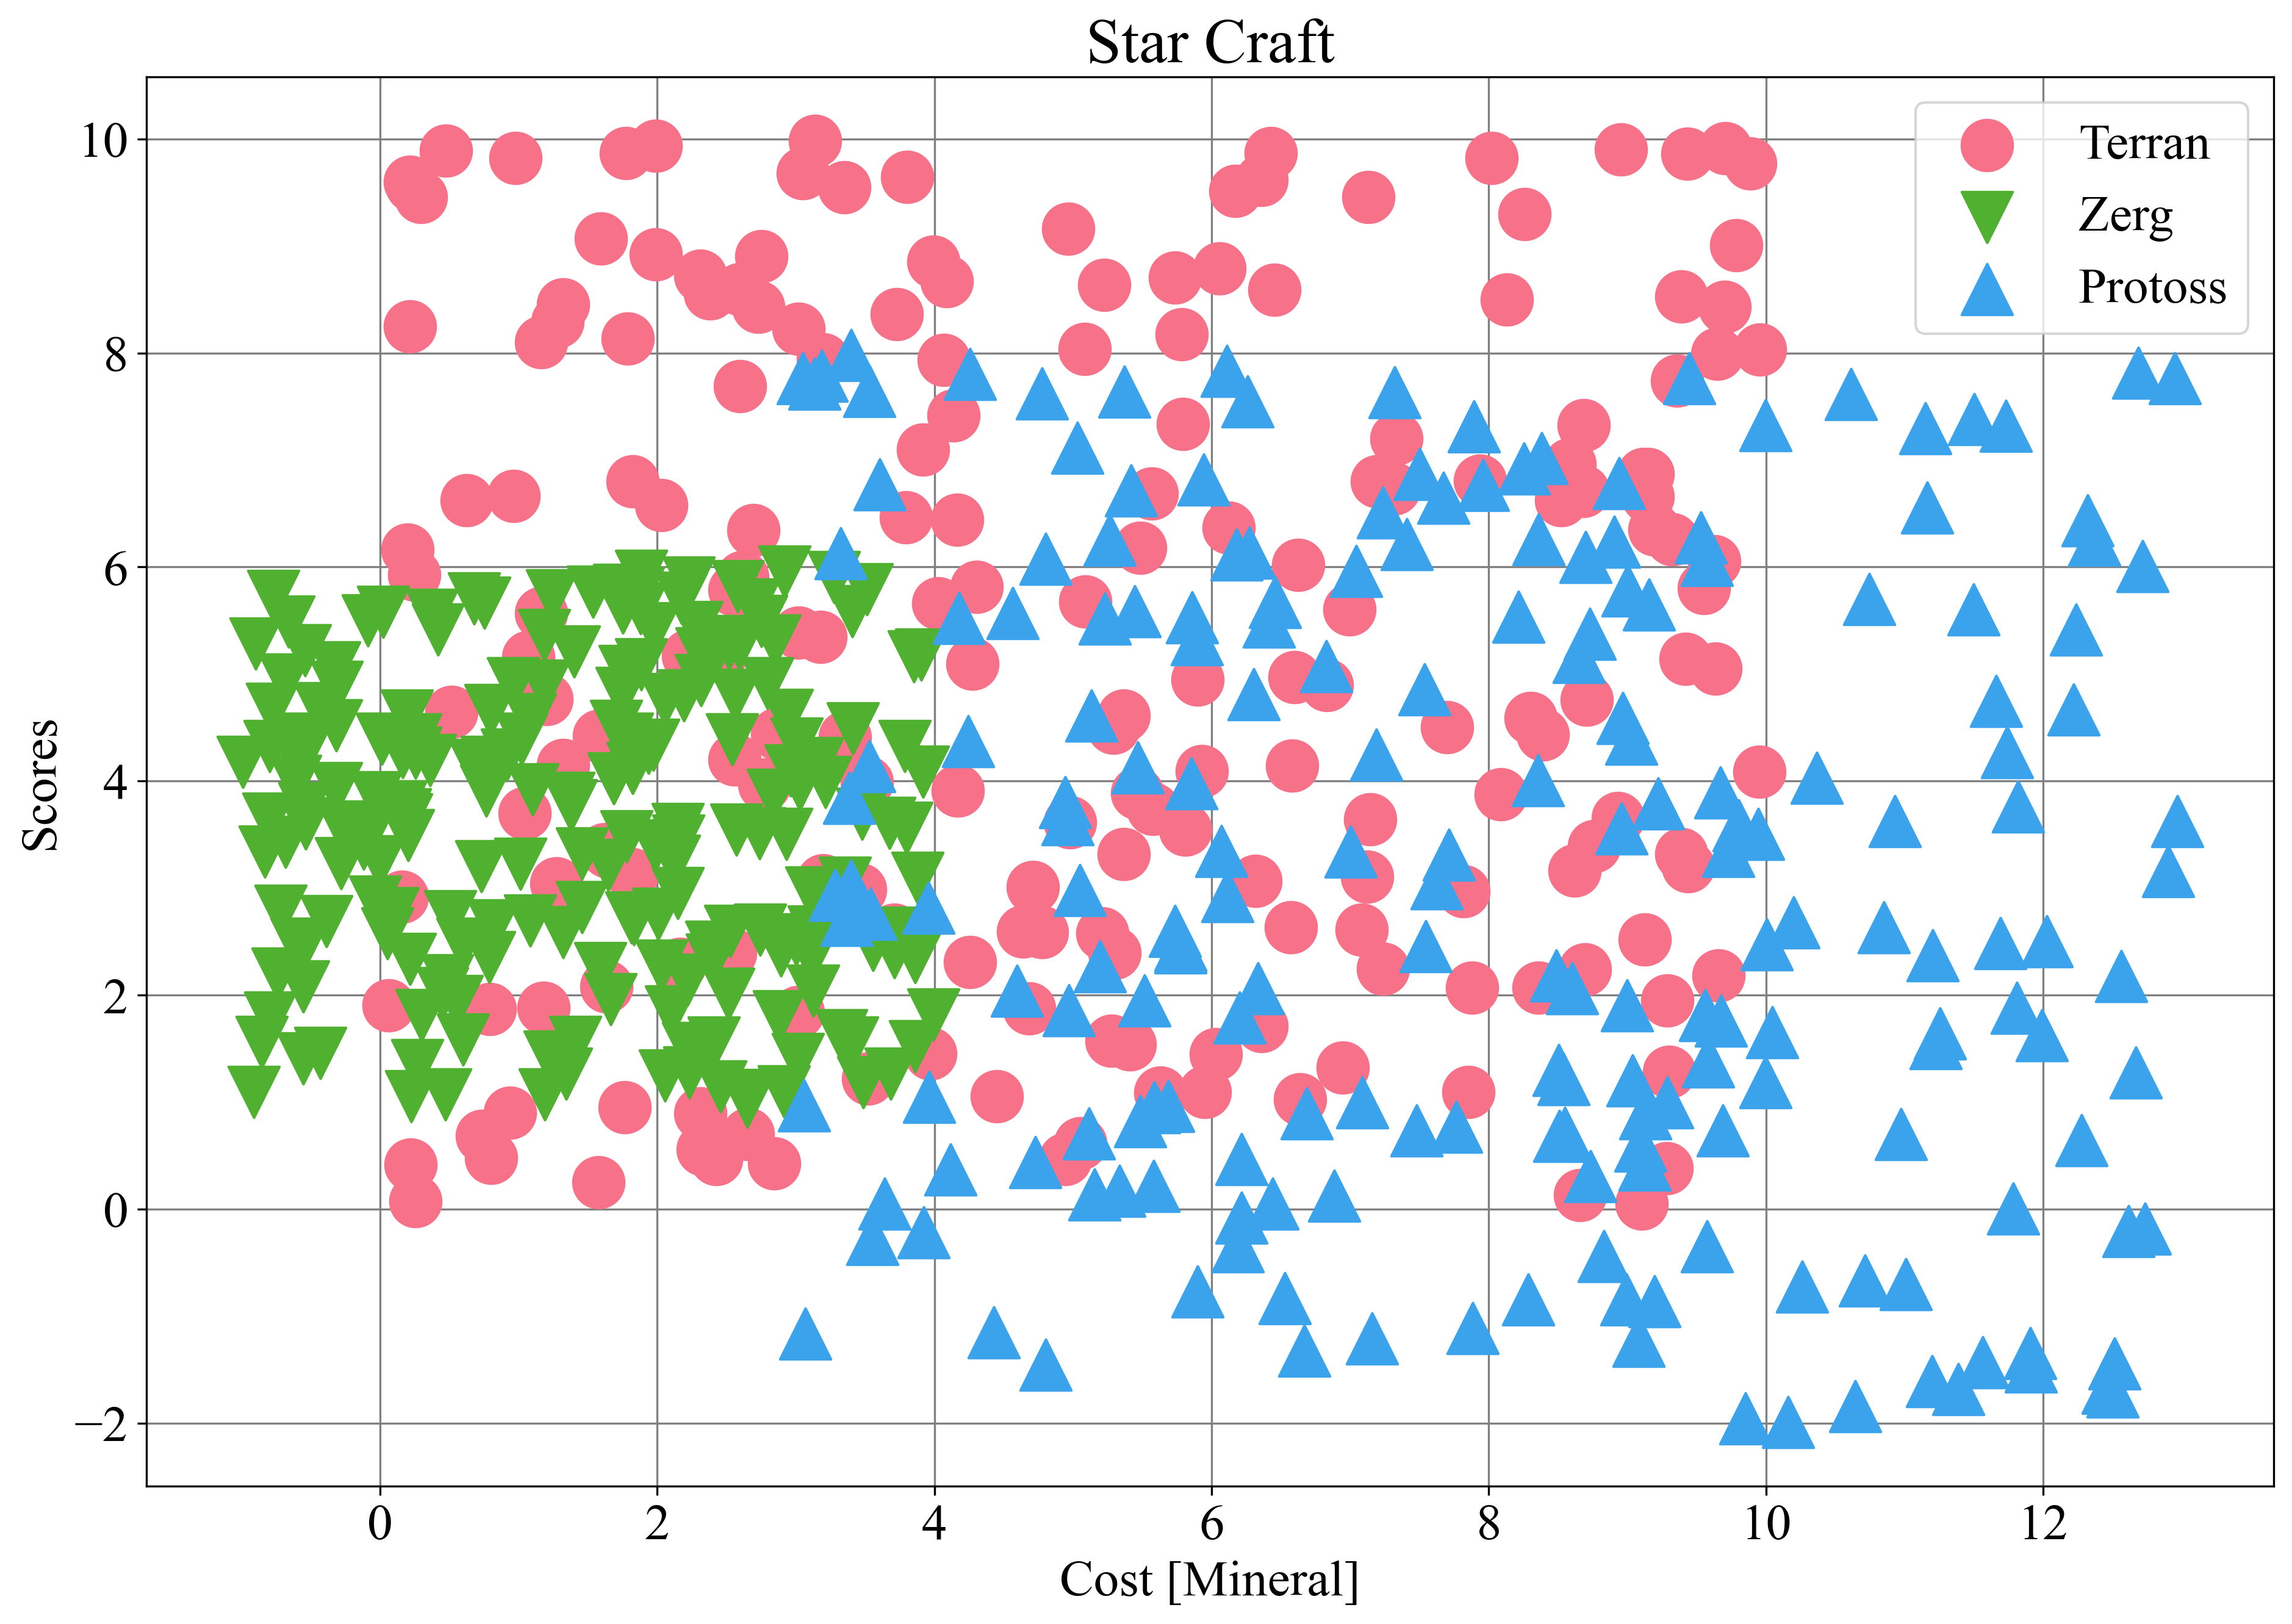 Star Craft
10
8
6
4
2
0
−2
Scores
0 2 4 6 8 10 12
Cost [Mineral]
Terran
Zerg
Protoss